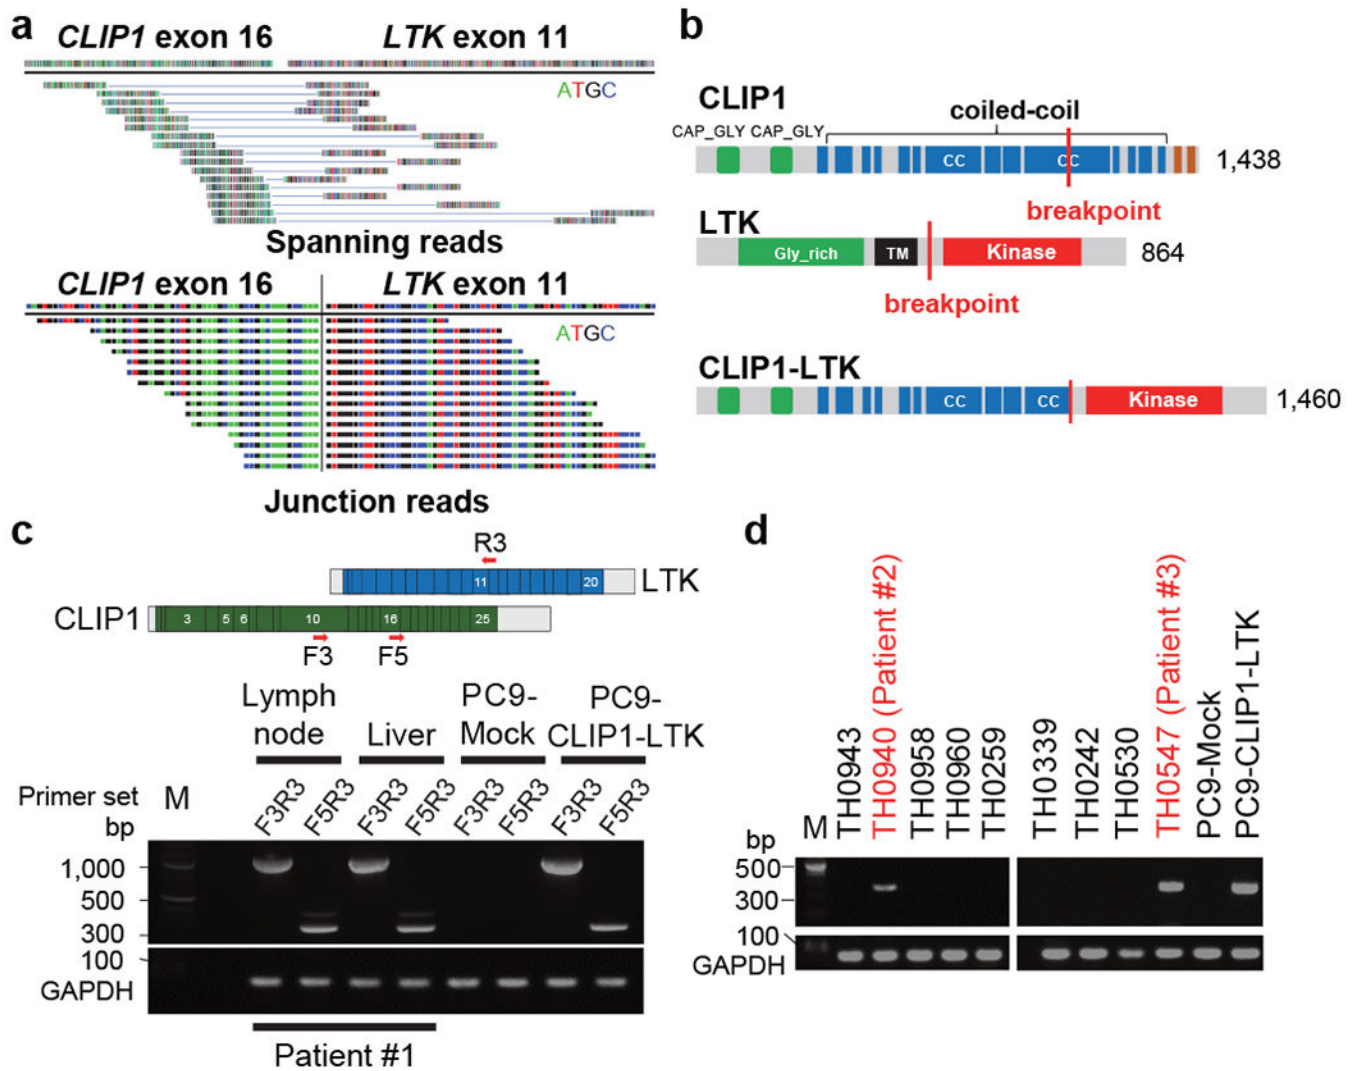 a
CLIP1 exon 16 LTK exon 11
ATGC
Spanning reads
CLIP1 exon 16 LTK exon 11
ATGC
Junction reads
b
CLIP1
coiled-coil
CAP_GLY CAP_GLY
CC CC
1,438
breakpoint
LTK
Gly_rich TM Kinase
864
breakpoint
CLIP1-LTK
CC CC Kinase
1,460
c
R3
11 20 LTK
CLIP1 3 5 6 10 16 25
F3 F5
Lymph node
Liver
PC9-Mock
PC9-CLIP1-LTK
Primer set M F3R3 F5R3 F3R3 F5R3 F3R3 F5R3 F3R3 F5R3
bp
1,000
500
300
100
GAPDH
Patient #1
d
M TH0943 TH0940 (Patient #2) TH0958 TH0960 TH0259 TH0339 TH0242 TH0530 TH0547 (Patient #3) PC9-Mock PC9-CLIP1-LTK
bp
500
300
100
GAPDH